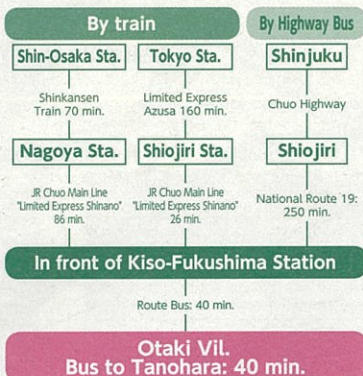 By train
By Highway Bus
Shin-Osaka Sta.
Tokyo Sta.
Shinjuku
Shinkansen
Train 70 min.
Limited Express
Azusa 160 min.
Chuo Highway
Nagoya Sta.
Shiojiri Sta.
Shiojiri
JR Chuo Main Line
"Limited Express Shinano"
86 min.
JR Chuo Main Line
"Limited Express Shinano"
26 min.
National Route 19:
250 min.
In front of Kiso-Fukushima Station
Route Bus: 40 min.
Otaki Vil.
Bus to Tanohara: 40 min.